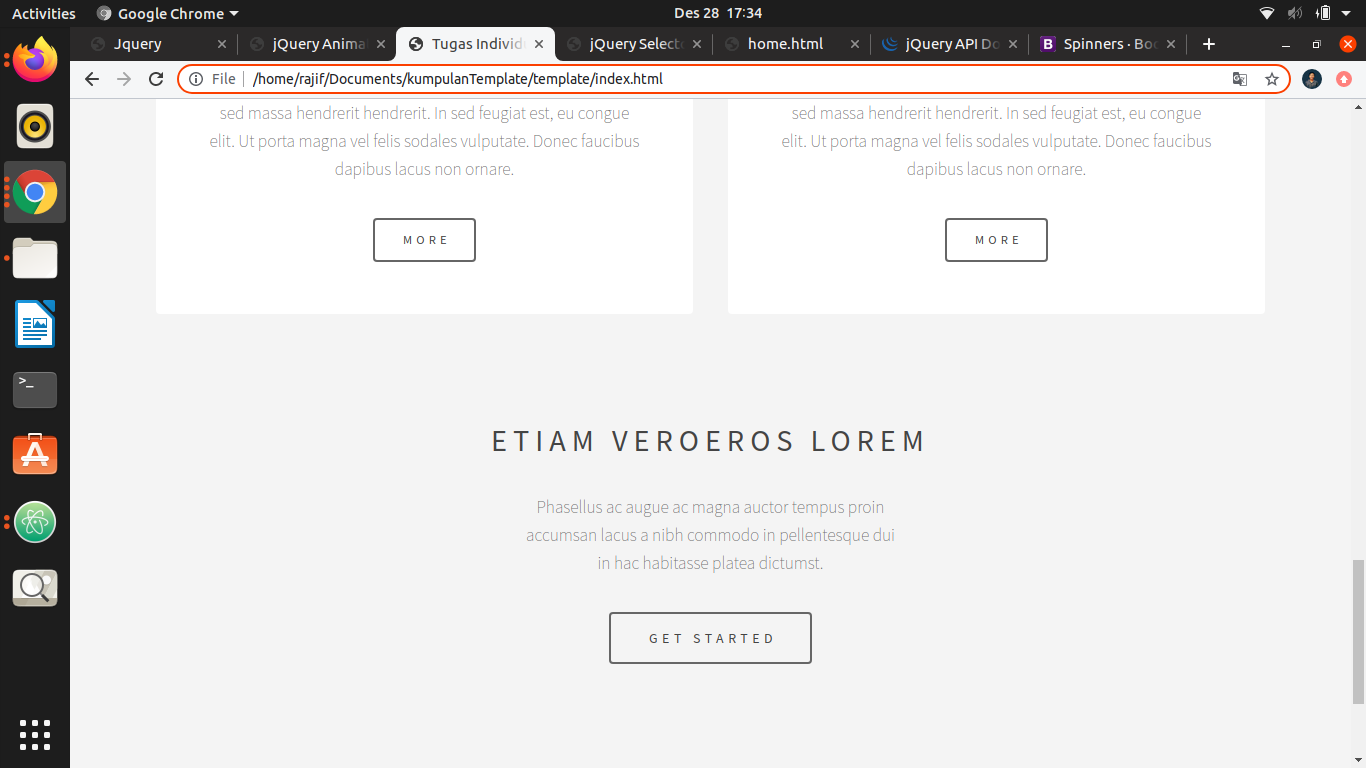 Activities
Google Chrome
Des 28 17:34
Jquery
jQuery Anima
Tugas Individ
jQuery Selecto
home.html
jQuery API Do
Spinners · Boo
File
/home/rajif/Documents/kumpulanTemplate/template/index.html
sed massa hendrerit hendrerit. In sed feugiat est, eu congue
elit. Ut porta magna vel felis sodales vulputate. Donec faucibus
dapibus lacus non ornare.
MORE
sed massa hendrerit hendrerit. In sed feugiat est, eu congue
elit. Ut porta magna vel felis sodales vulputate. Donec faucibus
dapibus lacus non ornare.
MORE
ETIAM VEROEROS LOREM
Phasellus ac augue ac magna auctor tempus proin
accumsan lacus a nibh commodo in pellentesque dui
in hac habitasse platea dictumst.
GET STARTED